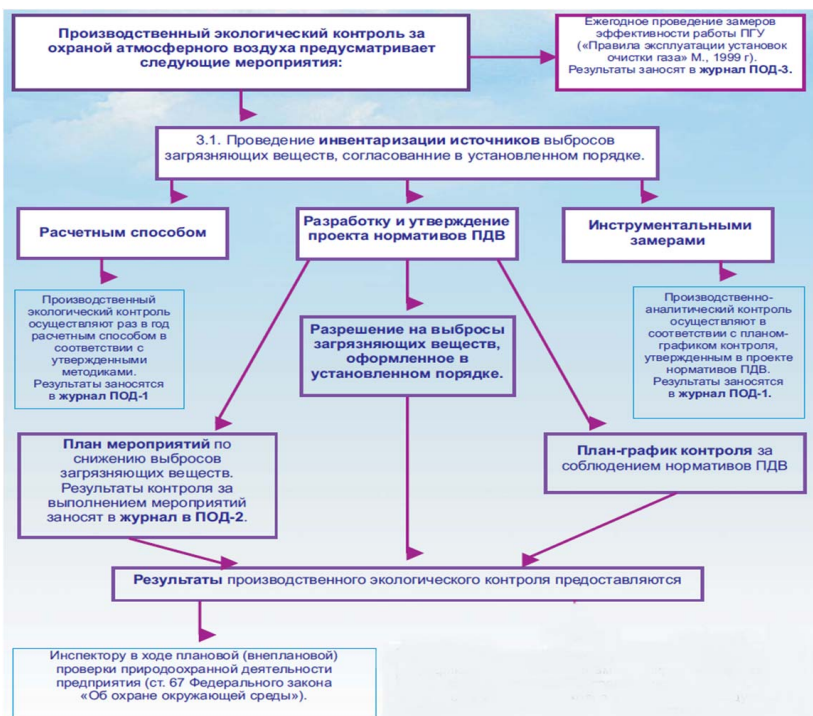 Производственный экологический контроль за
охраной атмосферного воздуха предусматривает
следующие мероприятия:
Ежегодное проведение замеров
эффективности работы ПГУ
(«Правила эксплуатации установок
очистки газа» М., 1999 г).
Результаты заносят в журнал ПОД-3.
3.1. Проведение инвентаризации источников выбросов
загрязняющих веществ, согласованние в установленном порядке.
Расчетным способом
Разработку и утверждение
проекта нормативов ПДВ
Инструментальными
замерами
Производственный
экологический контроль
осуществляют раз в год
расчетным способом в
соответствии с
утвержденными
методиками.
Результаты заносятся
в журнал ПОД-1
Разрешение на выбросы
загрязняющих веществ,
оформленное в
установленном порядке.
Производственно-
аналитический контроль
осуществляют в
соответствии с планом-
графиком контроля,
утвержденным в проекте
нормативов ПДВ.
Результаты заносятся
в журнал ПОД-1.
План мероприятий по
снижению выбросов
загрязняющих веществ.
Результаты контроля за
выполнением мероприятий
заносят в журнал в ПОД-2.
План-график контроля за
соблюдением нормативов ПДВ
Результаты производственного экологического контроля предоставляются
Инспектору в ходе плановой (внеплановой)
проверки природоохранной деятельности
предприятия (ст. 67 Федерального закона
«Об охране окружающей среды»).